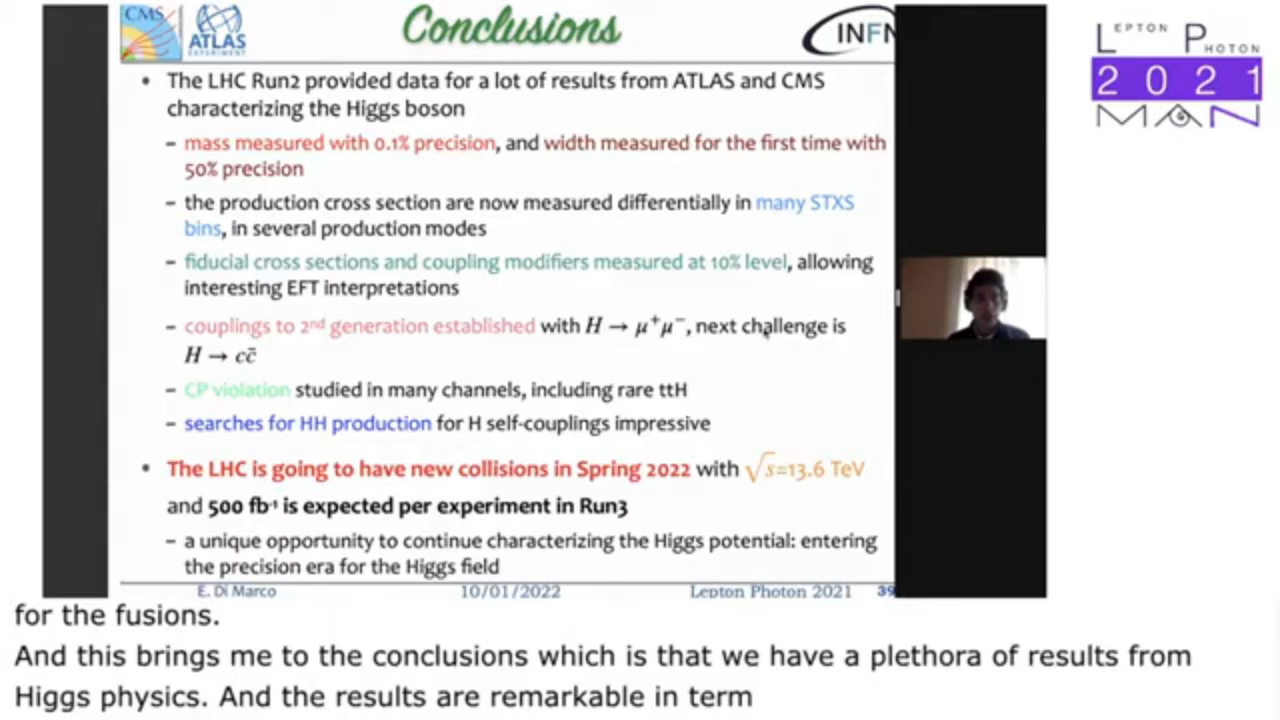 CMS
ATLAS
EXPERIMENT
Conclusions
INFN
LEPTON PHOTON
2021
MAN
• The LHC Run2 provided data for a lot of results from ATLAS and CMS
characterizing the Higgs boson
– mass measured with 0.1% precision, and width measured for the first time with
50% precision
– the production cross section are now measured differentially in many STXS
bins, in several production modes
– fiducial cross sections and coupling modifiers measured at 10% level, allowing
interesting EFT interpretations
– couplings to 2nd generation established with H → μ⁺μ⁻, next challenge is
H → cc̄
– CP violation studied in many channels, including rare ttH
– searches for HH production for H self-couplings impressive
• The LHC is going to have new collisions in Spring 2022 with √s=13.6 TeV
and 500 fb⁻¹ is expected per experiment in Run3
– a unique opportunity to continue characterizing the Higgs potential: entering
the precision era for the Higgs field
E. Di Marco 10/01/2022 Lepton Photon 2021 39
for the fusions.
And this brings me to the conclusions which is that we have a plethora of results from
Higgs physics. And the results are remarkable in term